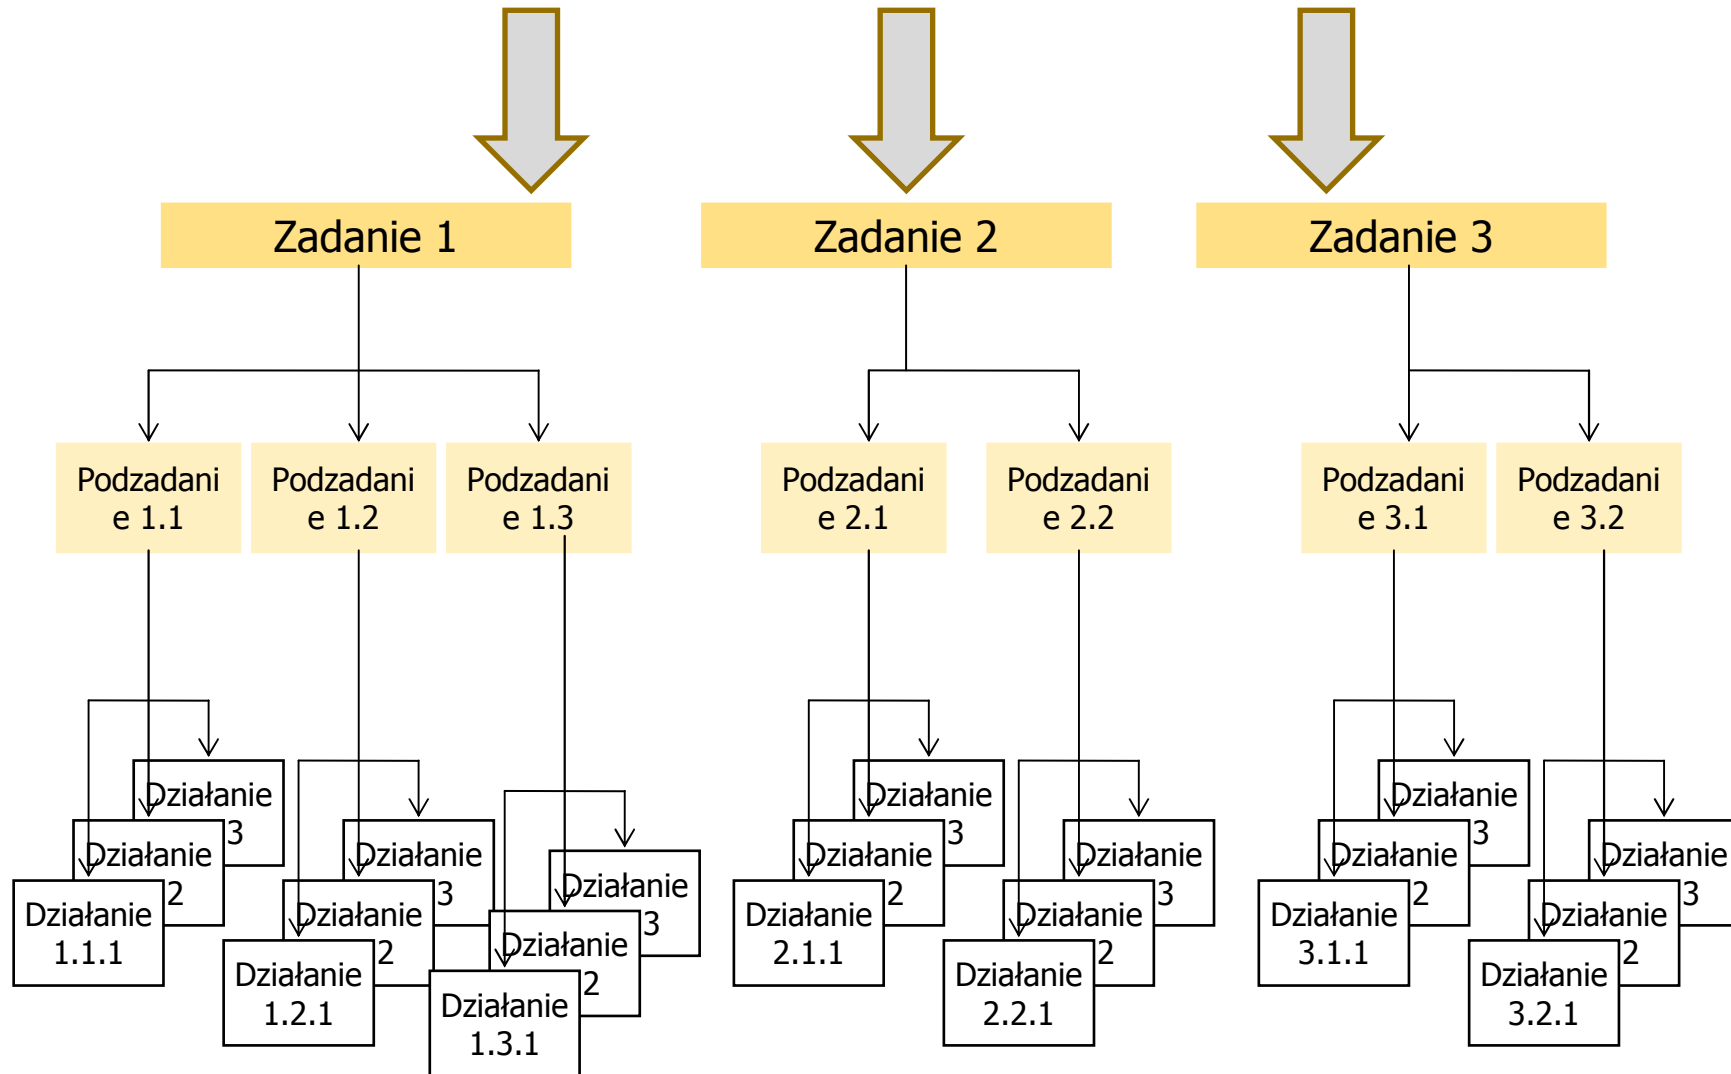 Zadanie 1
Zadanie 2
Zadanie 3
Podzadani
e 1.1
Podzadani
e 1.2
Podzadani
e 1.3
Podzadani
e 2.1
Podzadani
e 2.2
Podzadani
e 3.1
Podzadani
e 3.2
Działanie
3
Działanie
2
Działanie
1.1.1
Działanie
3
Działanie
2
Działanie
1.2.1
Działanie
3
Działanie
2
Działanie
1.3.1
Działanie
3
Działanie
2
Działanie
2.1.1
Działanie
3
Działanie
2
Działanie
2.2.1
Działanie
3
Działanie
2
Działanie
3.1.1
Działanie
3
Działanie
2
Działanie
3.2.1